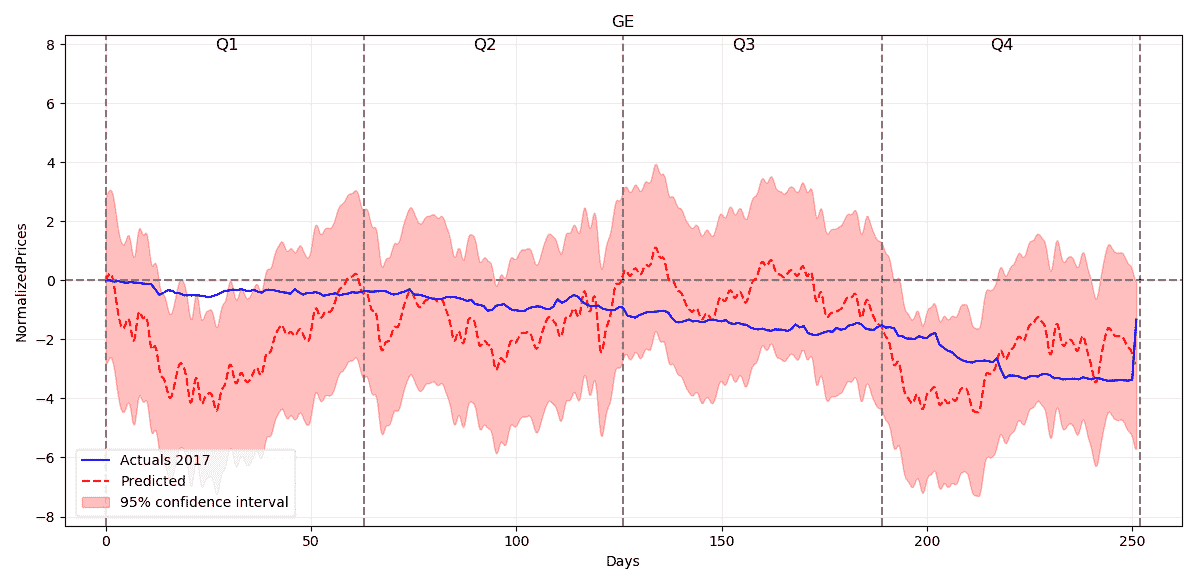 GE
Q1 Q2 Q3 Q4
8
6
4
2
0
−2
−4
−6
−8
NormalizedPrices
Actuals 2017
Predicted
95% confidence interval
0 50 100 150 200 250
Days